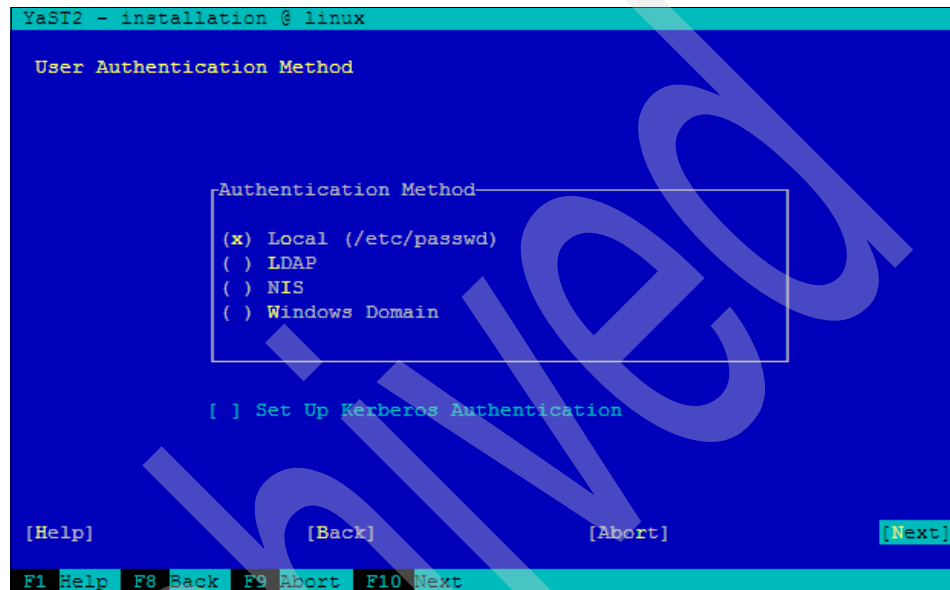 YaST2 - installation @ linux
User Authentication Method
Authentication Method
(x) Local (/etc/passwd)
( ) LDAP
( ) NIS
( ) Windows Domain
[ ] Set Up Kerberos Authentication
[Help] [Back] [Abort] [Next]
F1 Help F8 Back F9 Abort F10 Next
hived